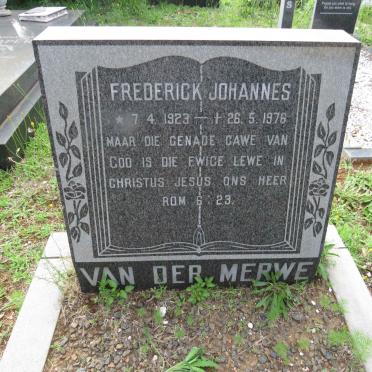 FREDERICK JOHANNES
* 7. 4. 1923 — † 26. 5. 1976
MAAR DIE GENADE GAWE VAN
GOD IS DIE EWIGE LEWE IN
CHRISTUS JESUS ONS HEER
ROM 6:23.
VAN DER MERWE